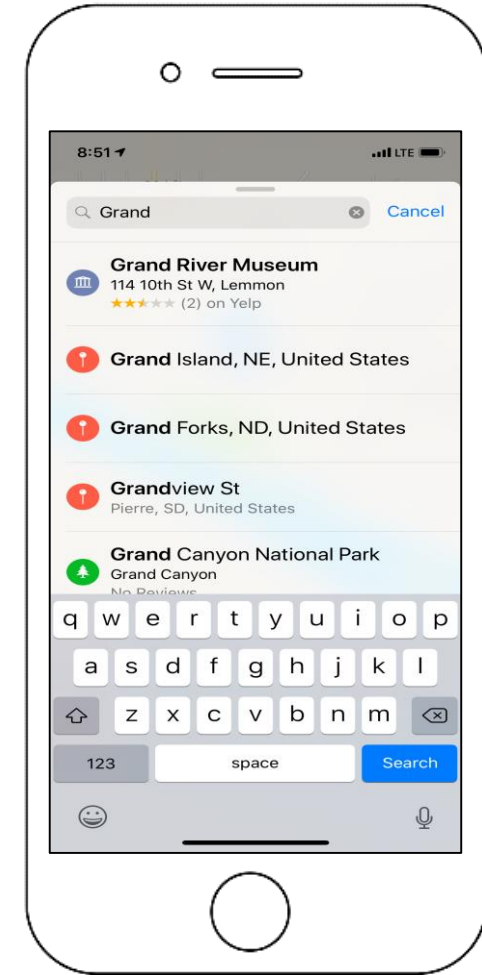 8:51 LTE
Grand Cancel
Grand River Museum
114 10th St W, Lemmon
(2) on Yelp
Grand Island, NE, United States
Grand Forks, ND, United States
Grandview St
Pierre, SD, United States
Grand Canyon National Park
Grand Canyon
No Reviews
q w e r t y u i o p
a s d f g h j k l
z x c v b n m
123 space Search